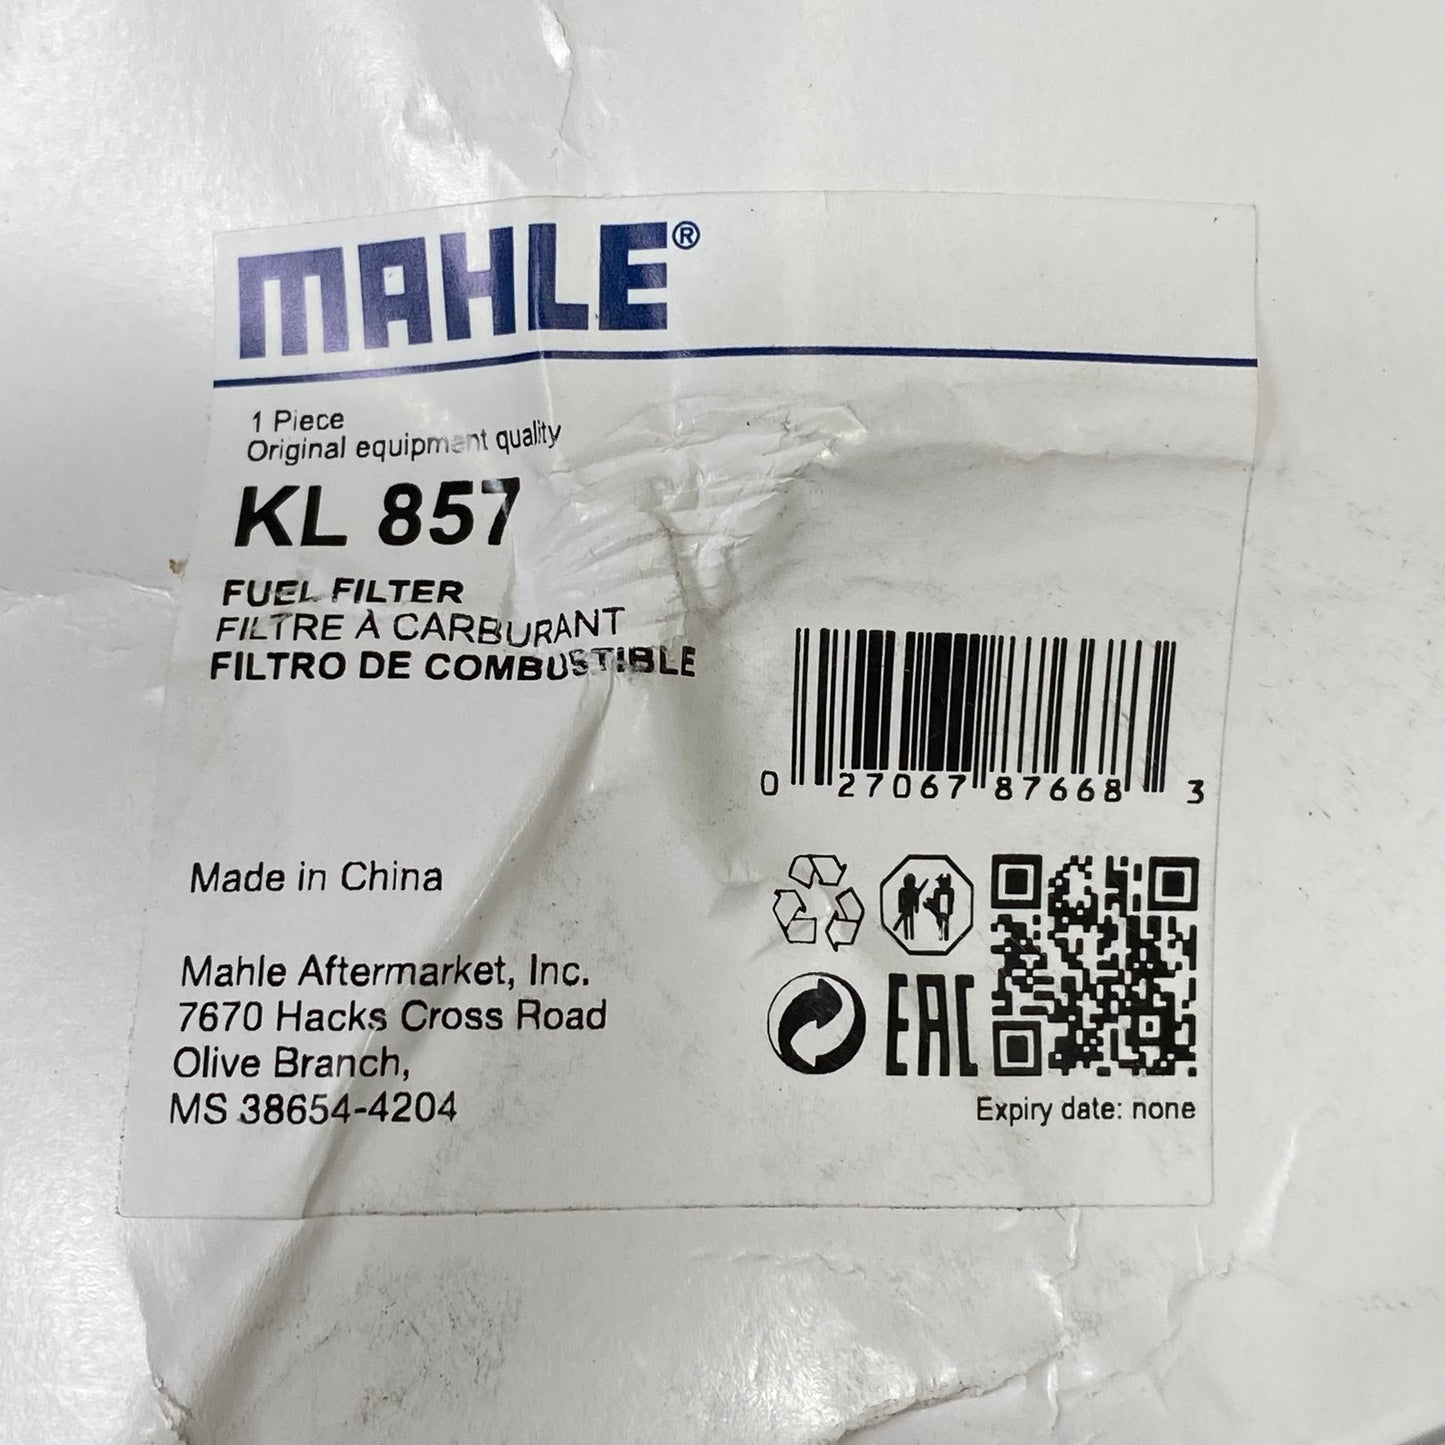 MAHLE®
1 Piece
Original equipment quality
KL 857
FUEL FILTER
FILTRE À CARBURANT
FILTRO DE COMBUSTIBLE
0 27067 87668 3
Made in China
Mahle Aftermarket, Inc.
7670 Hacks Cross Road
Olive Branch,
MS 38654-4204
EAC
Expiry date: none